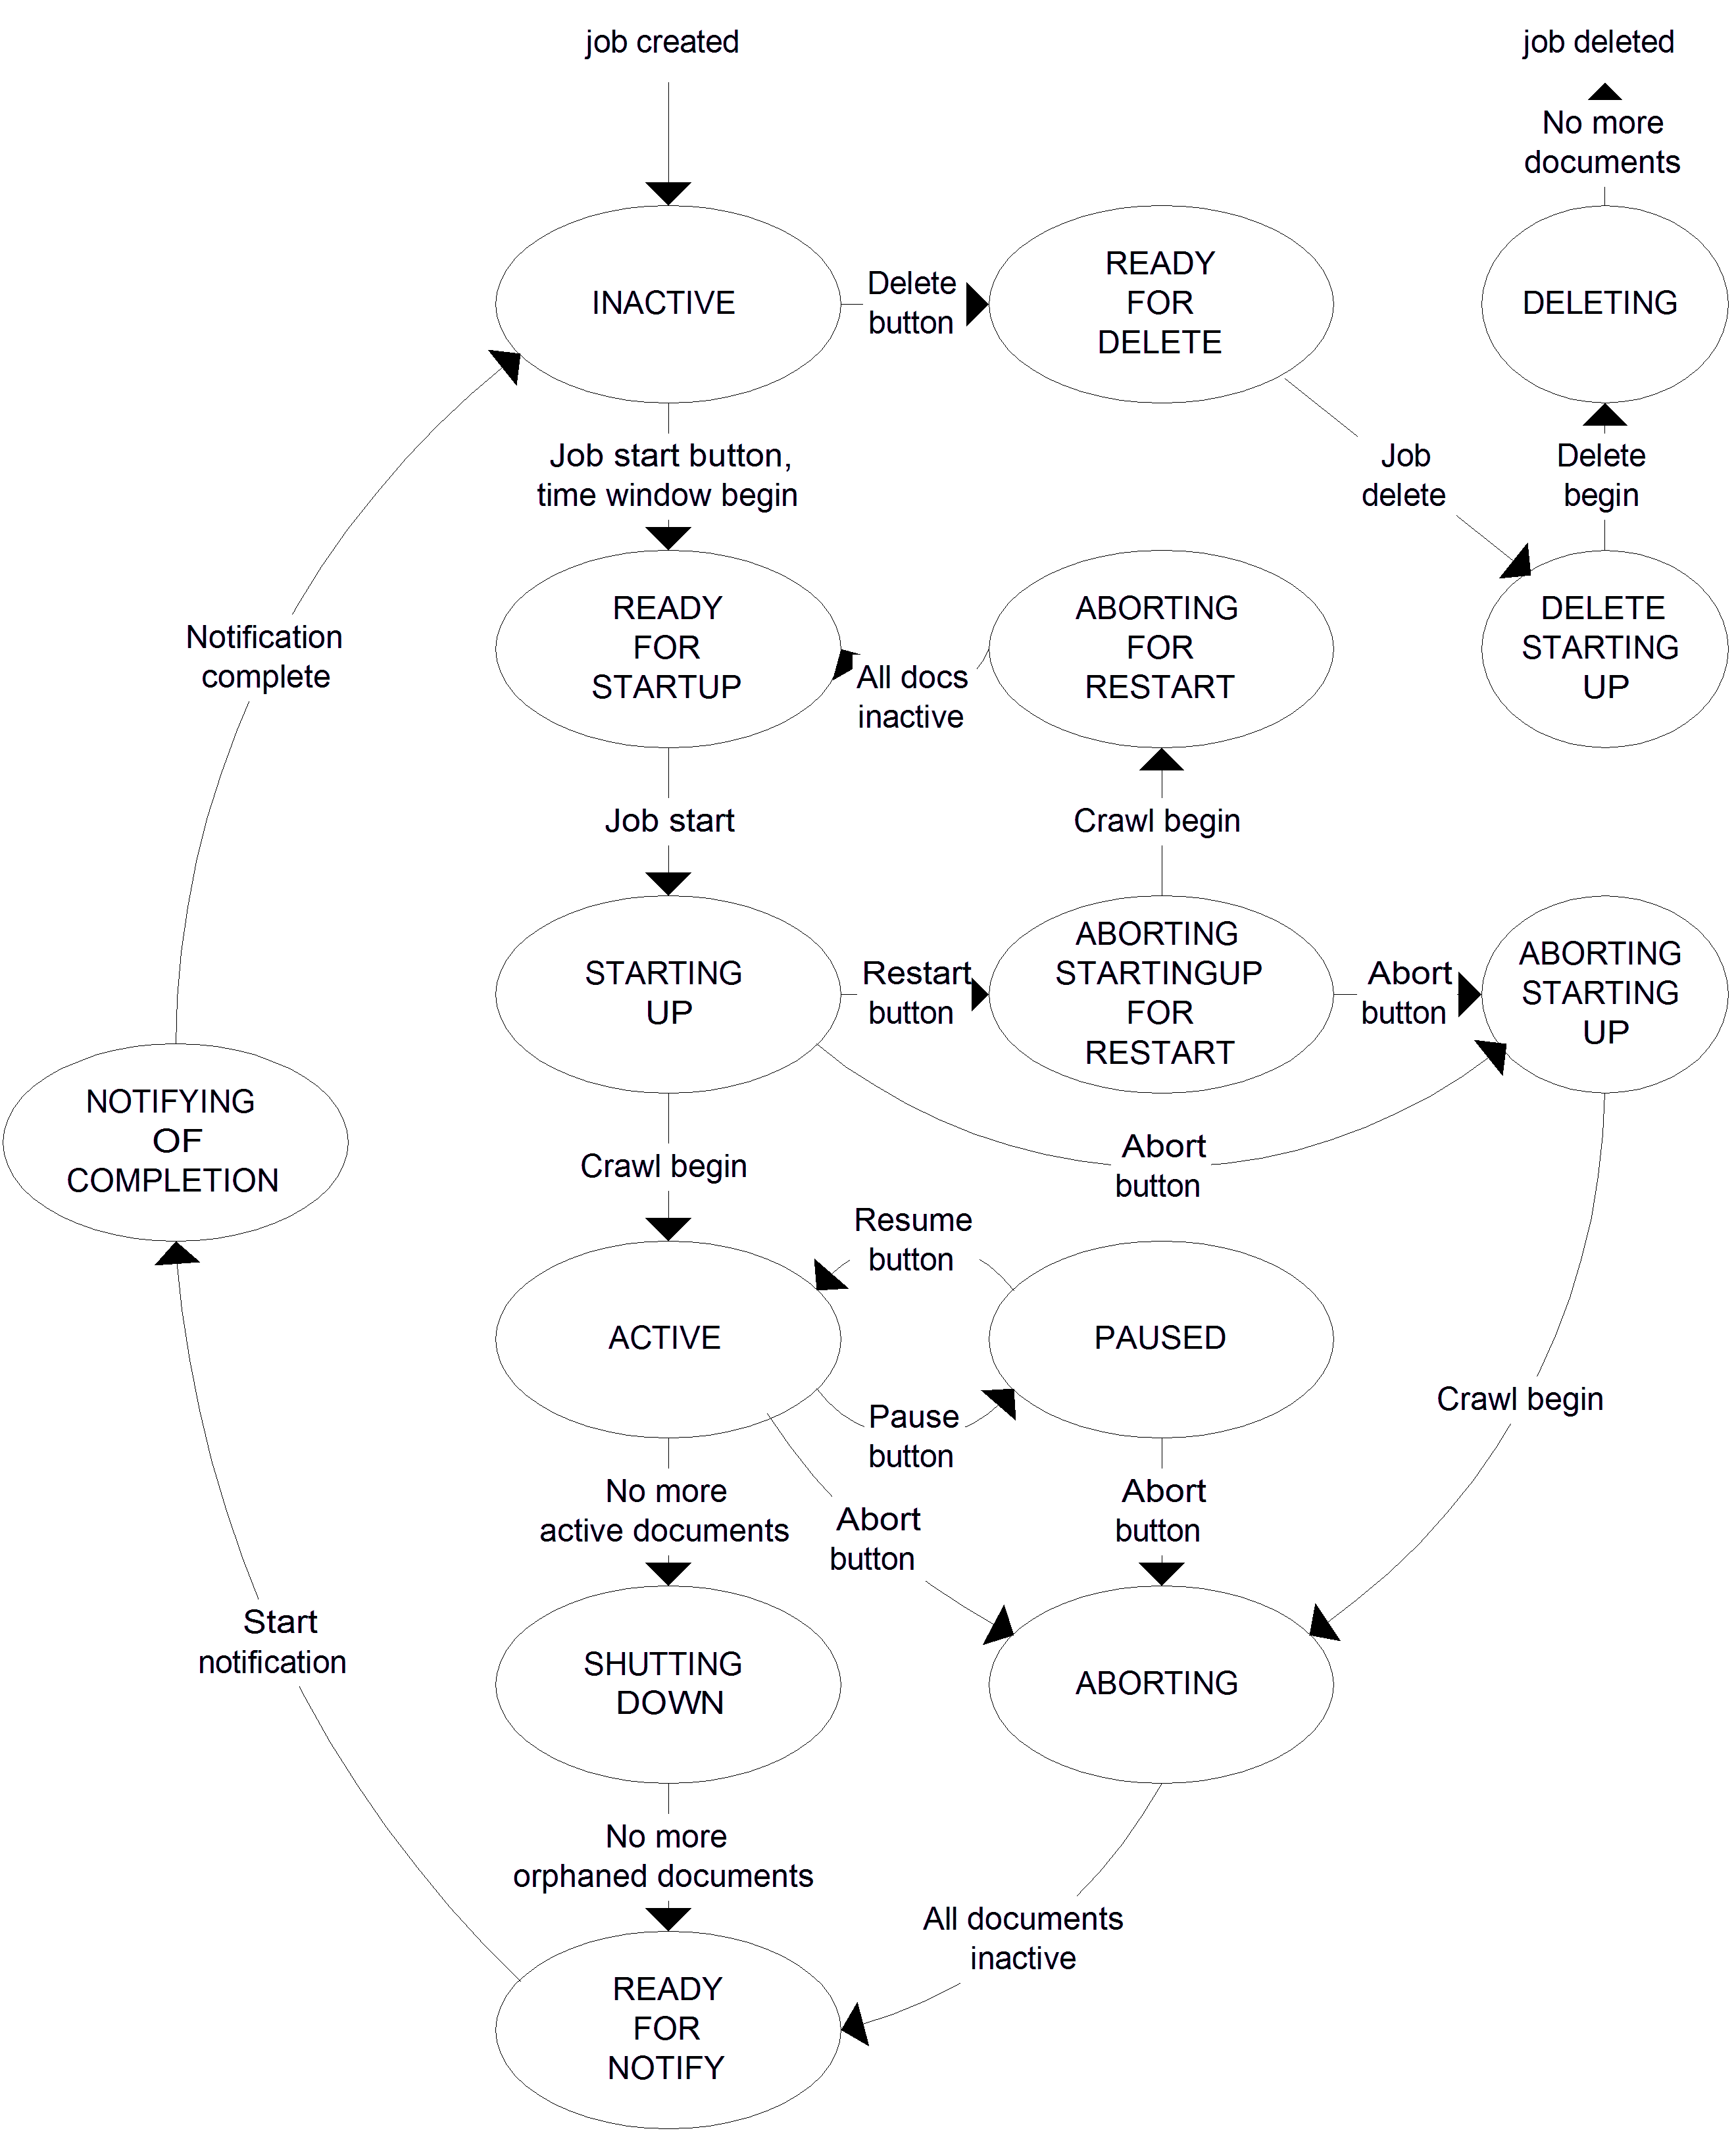 job created
job deleted
No more
documents
INACTIVE
Delete
button
READY
FOR
DELETE
DELETING
Job start button,
time window begin
Job
delete
Delete
begin
Notification
complete
READY
FOR
STARTUP
All docs
inactive
ABORTING
FOR
RESTART
DELETE
STARTING
UP
Job start
Crawl begin
STARTING
UP
Restart
button
ABORTING
STARTINGUP
FOR
RESTART
Abort
button
ABORTING
STARTING
UP
NOTIFYING
OF
COMPLETION
Crawl begin
Abort
button
Resume
button
ACTIVE
PAUSED
Pause
button
Crawl begin
No more
active documents
Abort
button
Abort
button
Start
notification
SHUTTING
DOWN
ABORTING
No more
orphaned documents
All documents
inactive
READY
FOR
NOTIFY